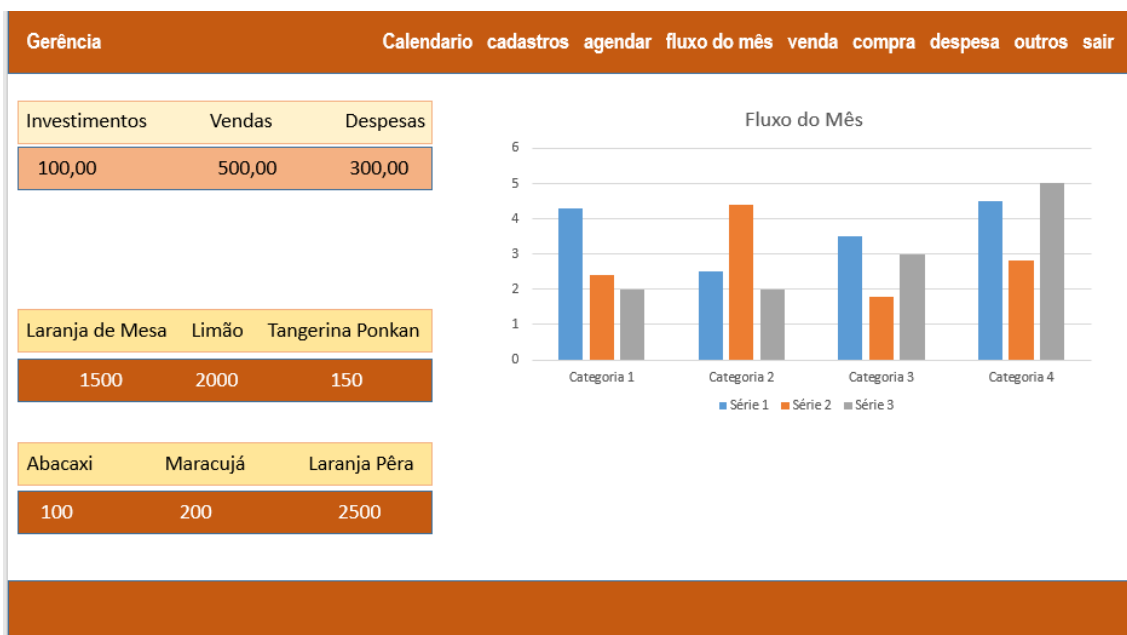 Gerência Calendario cadastros agendar fluxo do mês venda compra despesa outros sair
Investimentos Vendas Despesas
100,00 500,00 300,00
Laranja de Mesa Limão Tangerina Ponkan
1500 2000 150
Abacaxi Maracujá Laranja Pêra
100 200 2500
Fluxo do Mês
6
5
4
3
2
1
0
Categoria 1 Categoria 2 Categoria 3 Categoria 4
Série 1 Série 2 Série 3